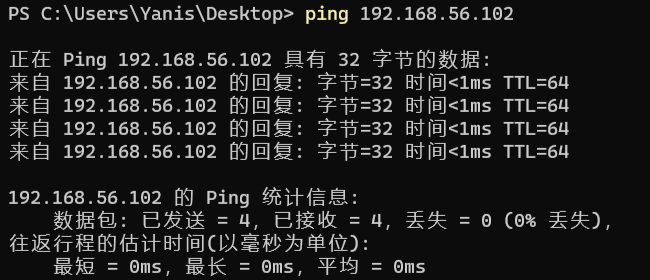 PS C:\Users\Yanis\Desktop> ping 192.168.56.102
正在 Ping 192.168.56.102 具有 32 字节的数据:
来自 192.168.56.102 的回复: 字节=32 时间<1ms TTL=64
来自 192.168.56.102 的回复: 字节=32 时间<1ms TTL=64
来自 192.168.56.102 的回复: 字节=32 时间<1ms TTL=64
来自 192.168.56.102 的回复: 字节=32 时间<1ms TTL=64
192.168.56.102 的 Ping 统计信息:
数据包: 已发送 = 4，已接收 = 4，丢失 = 0 (0% 丢失)，
往返行程的估计时间(以毫秒为单位):
最短 = 0ms，最长 = 0ms，平均 = 0ms